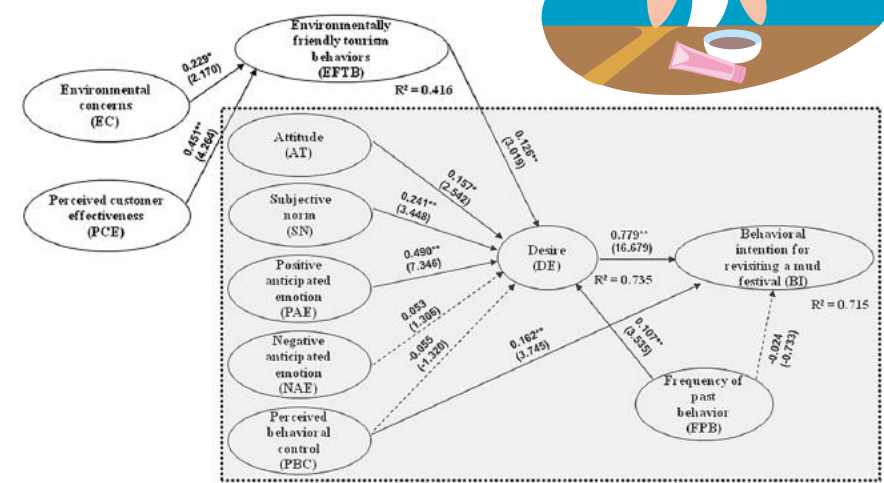 Environmentally
friendly tourism
behaviors
(EFTB)
R² = 0.416
0.229*
(2.170)
Environmental
concerns
(EC)
0.451**
(4.264)
Perceived customer
effectiveness
(PCE)
0.126**
(3.019)
Attitude
(AT)
0.157*
(2.542)
Subjective
norm
(SN)
0.241**
(3.448)
Positive
anticipated
emotion
(PAE)
0.490**
(7.346)
Desire
(DE)
R² = 0.735
0.779**
(16.679)
Behavioral
intention for
revisiting a mud
festival (BI)
R² = 0.715
Negative
anticipated
emotion
(NAE)
0.053
(1.306)
-0.055
(-1.320)
0.162**
(3.745)
0.107**
(3.535)
-0.024
(-0.733)
Perceived
behavioral
control
(PBC)
Frequency of
past
behavior
(FPB)